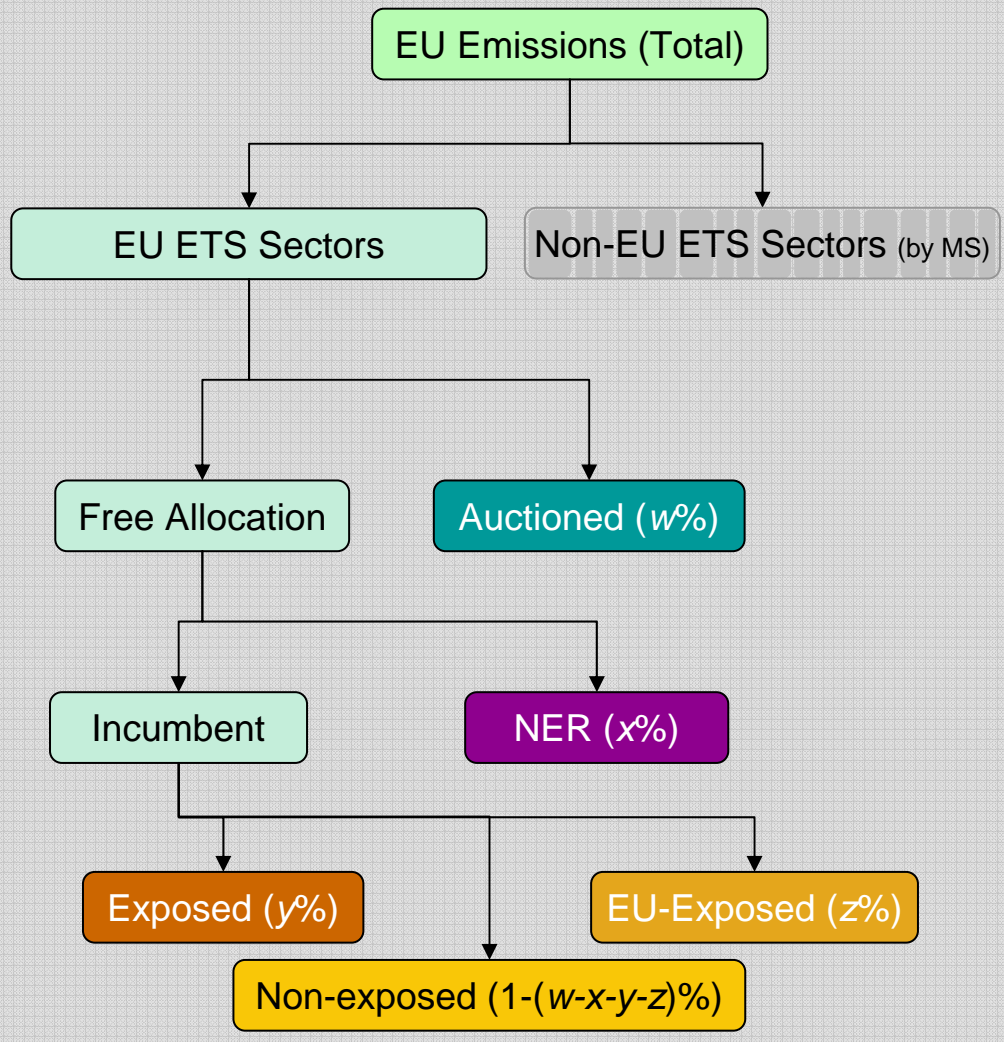 EU Emissions (Total)
EU ETS Sectors
Non-EU ETS Sectors (by MS)
Free Allocation
Auctioned (w%)
Incumbent
NER (x%)
Exposed (y%)
EU-Exposed (z%)
Non-exposed (1-(w-x-y-z)%)